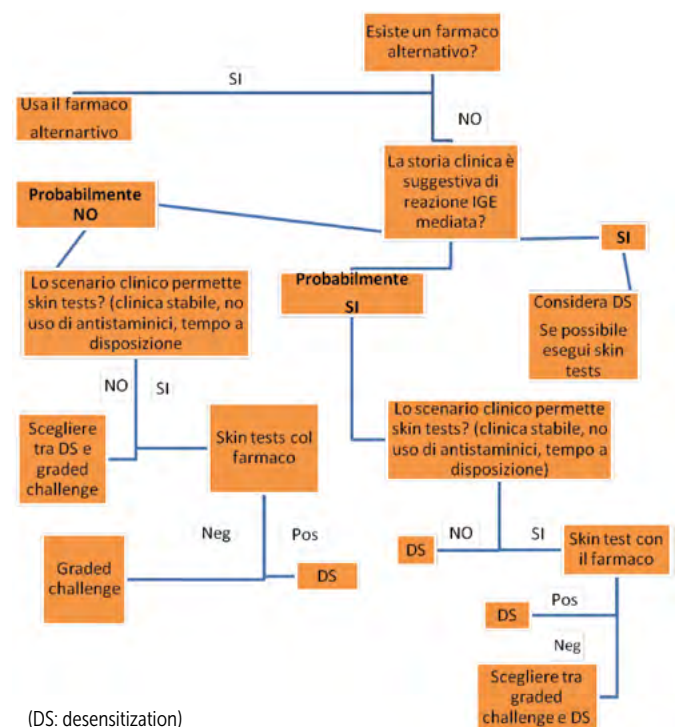 Esiste un farmaco
alternativo?
SI
Usa il farmaco
alternartivo
NO
La storia clinica è
suggestiva di
reazione IGE
mediata?
Probabilmente
NO
SI
Probabilmente
SI
Considera DS
Se possibile
esegui skin
tests
Lo scenario clinico permette
skin tests? (clinica stabile, no
uso di antistaminici, tempo a
disposizione
NO
SI
Scegliere
tra DS e
graded
challenge
Skin tests col
farmaco
Neg
Pos
Graded
challenge
DS
Lo scenario clinico permette
skin tests? (clinica stabile, no
uso di antistaminici, tempo a
disposizione)
NO
SI
DS
Skin test con
il farmaco
Pos
DS
Neg
Scegliere tra
graded
challenge e DS
(DS: desensitization)